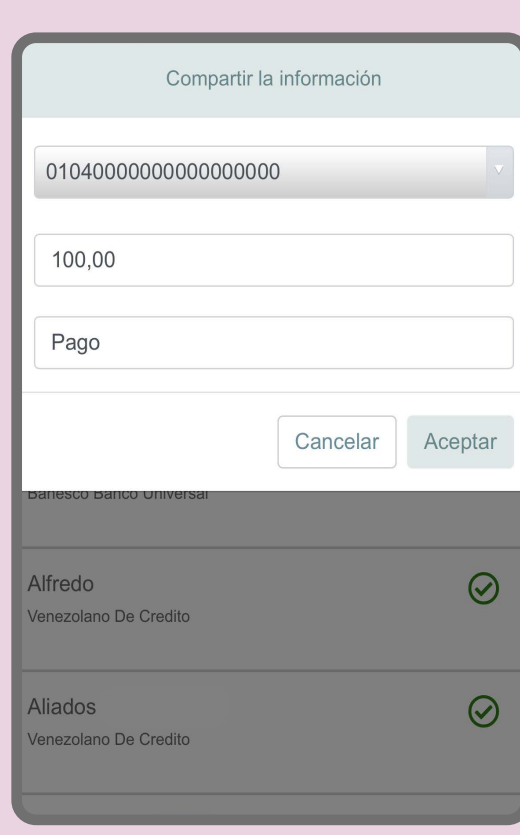 Compartir la información
01040000000000000000
100,00
Pago
Cancelar Aceptar
Banesco Banco Universal
Alfredo
Venezolano De Credito
Aliados
Venezolano De Credito